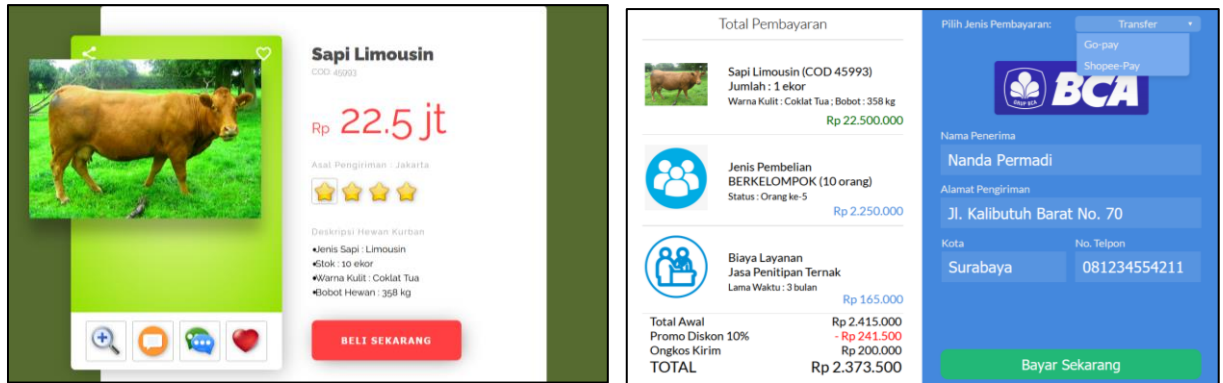 Sapi Limousin
COD: 45993
Rp 22.5 jt
Asal Pengiriman : Jakarta
Deskripsi Hewan Kurban
•Jenis Sapi : Limousin
•Stok : 10 ekor
•Warna Kulit : Coklat Tua
•Bobot Hewan : 358 kg
BELI SEKARANG
Total Pembayaran
Sapi Limousin (COD 45993)
Jumlah : 1 ekor
Warna Kulit : Coklat Tua ; Bobot : 358 kg
Rp 22.500.000
Jenis Pembelian
BERKELOMPOK (10 orang)
Status : Orang ke-5
Rp 2.250.000
Biaya Layanan
Jasa Penitipan Ternak
Lama Waktu : 3 bulan
Rp 165.000
Total Awal Rp 2.415.000
Promo Diskon 10% - Rp 241.500
Ongkos Kirim Rp 200.000
TOTAL Rp 2.373.500
Pilih Jenis Pembayaran: Transfer
Go-pay
Shopee-Pay
BCA
Nama Penerima
Nanda Permadi
Alamat Pengiriman
Jl. Kalibutuh Barat No. 70
Kota No. Telpon
Surabaya 081234554211
Bayar Sekarang